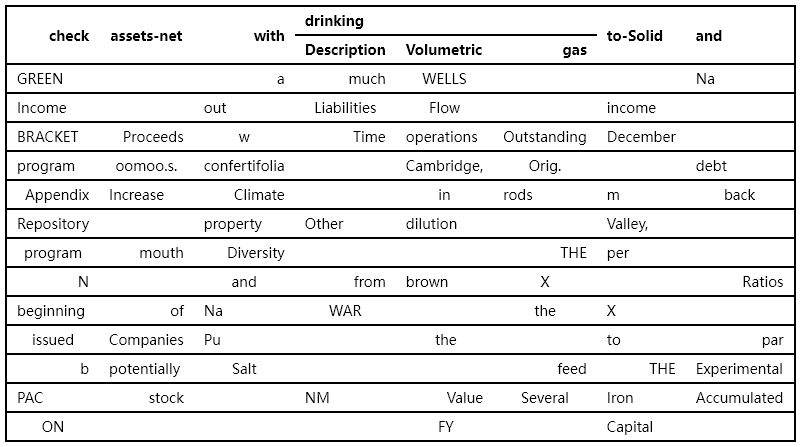 drinking
check assets-net with to-Solid and
Description Volumetric gas
GREEN a much WELLS Na
Income out Liabilities Flow income
BRACKET Proceeds w Time operations Outstanding December
program oomoo.s. confertifolia Cambridge, Orig. debt
Appendix Increase Climate in rods m back
Repository property Other dilution Valley,
program mouth Diversity THE per
N and from brown X Ratios
beginning of Na WAR the X
issued Companies Pu the to par
b potentially Salt feed THE Experimental
PAC stock NM Value Several Iron Accumulated
ON FY Capital